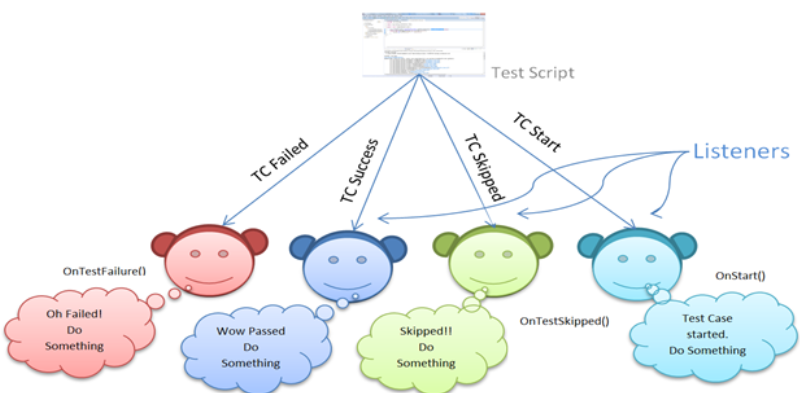 Test Script
TC Failed
TC Success
TC Skipped
TC Start
Listeners
OnTestFailure()
OnStart()
OnTestSkipped()
Oh Failed!
Do
Something
Wow Passed
Do
Something
Skipped!!
Do
Something
Test Case
started.
Do Something